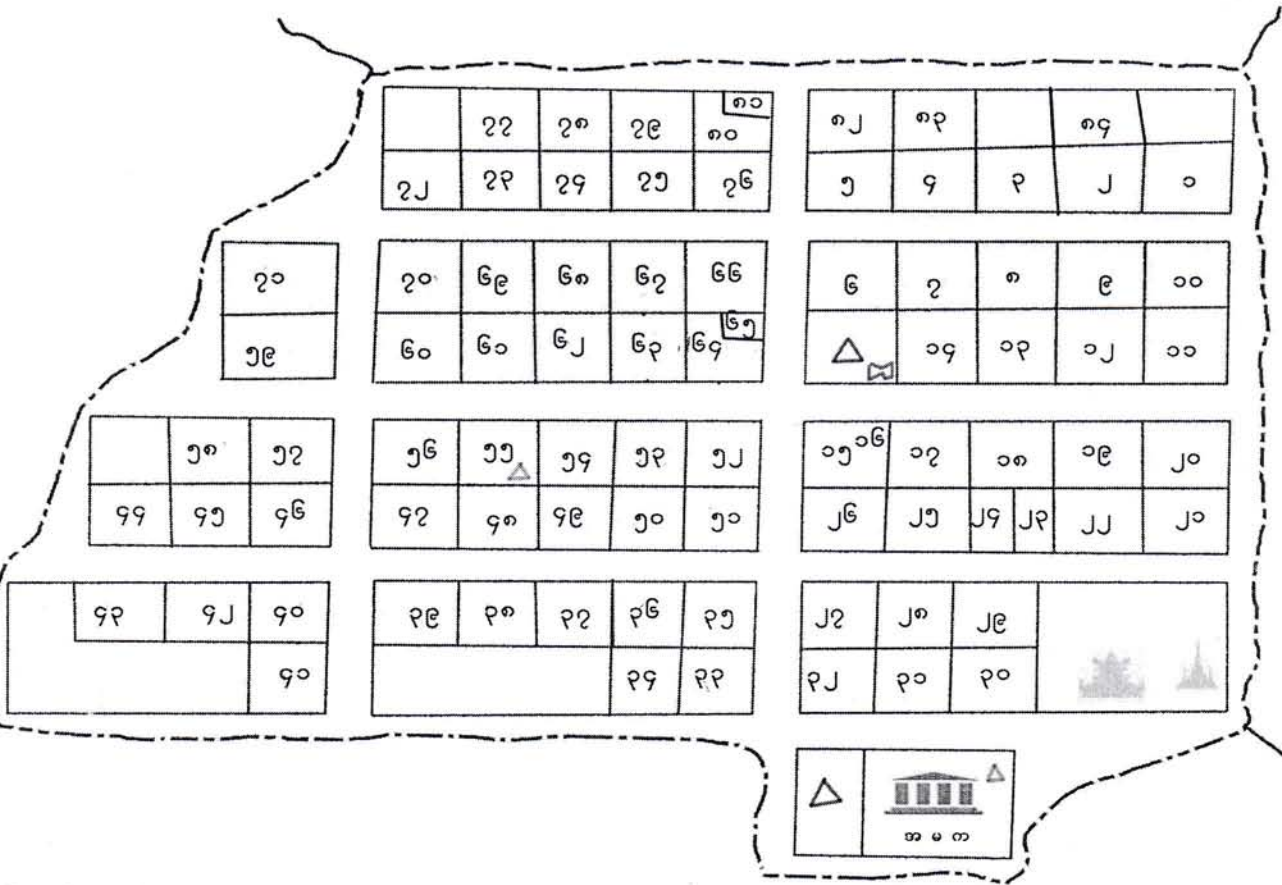 ၇၇ ၇၈ ၇၉ ၈၀ ၈၁ ၈၂ ၈၃ ၈၄
၇၂ ၇၃ ၇၄ ၇၅ ၇၆ ၅ ၄ ၃ ၂ ၁
၇၁ ၇၀ ၆၉ ၆၈ ၆၇ ၆၆ ၆ ၇ ၈ ၉ ၁၀
၅၉ ၆၀ ၆၁ ၆၂ ၆၃ ၆၄ ၆၅ ၁၄ ၁၃ ၁၂ ၁၁
၅၈ ၅၇ ၅၆ ၅၅ ၅၄ ၅၃ ၅၂ ၁၅ ၁၆ ၁၇ ၁၈ ၁၉ ၂၀
၄၄ ၄၅ ၄၆ ၄၇ ၄၈ ၄၉ ၅၀ ၅၁ ၂၆ ၂၅ ၂၄ ၂၃ ၂၂ ၂၁
၄၃ ၄၂ ၄၀ ၃၉ ၃၈ ၃၇ ၃၆ ၃၅ ၂၇ ၂၈ ၂၉
၄၁ ၃၄ ၃၃ ၃၂ ၃၁ ၃၀
အ မ က